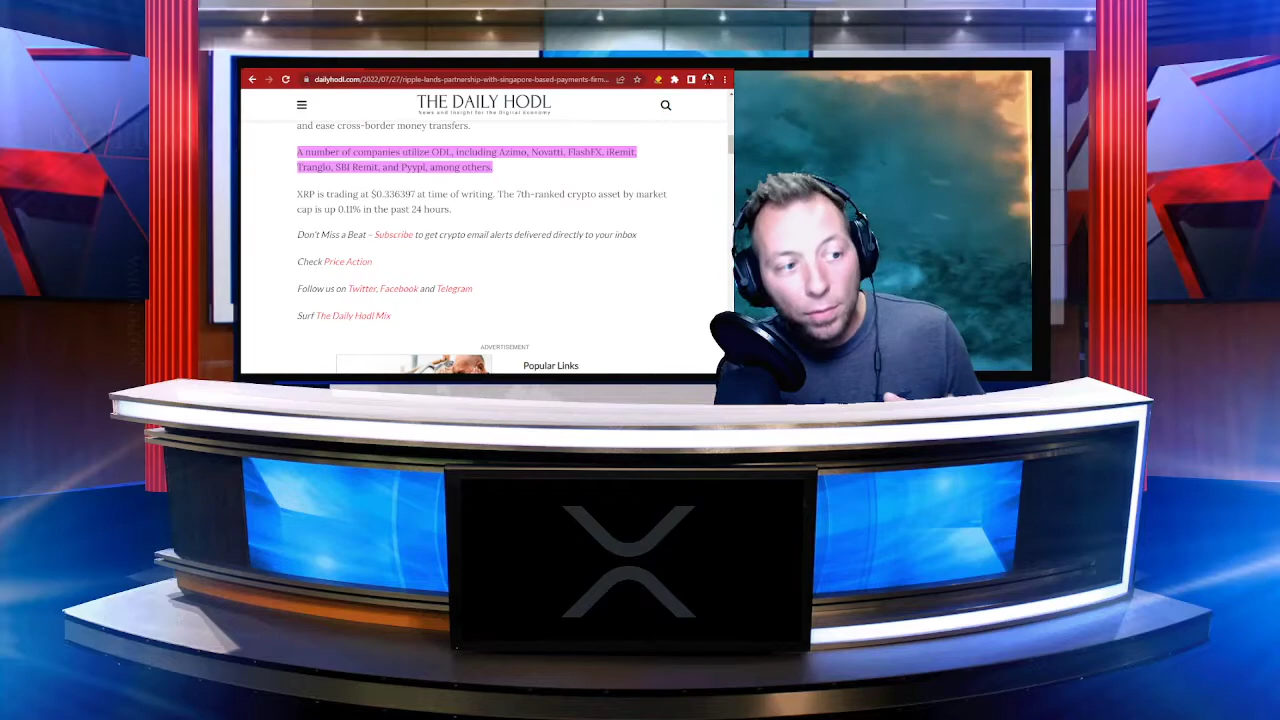 dailyhodl.com/2022/07/27/ripple-lands-partnership-with-singapore-based-payments-firm...
THE DAILY HODL
News and Insight for the Digital Economy
and ease cross-border money transfers.
A number of companies utilize ODL, including Azimo, Novatti, FlashFX, iRemit,
Tranglo, SBI Remit, and Pyypl, among others.
XRP is trading at $0.336397 at time of writing. The 7th-ranked crypto asset by market
cap is up 0.11% in the past 24 hours.
Don't Miss a Beat – Subscribe to get crypto email alerts delivered directly to your inbox
Check Price Action
Follow us on Twitter, Facebook and Telegram
Surf The Daily Hodl Mix
ADVERTISEMENT
Popular Links